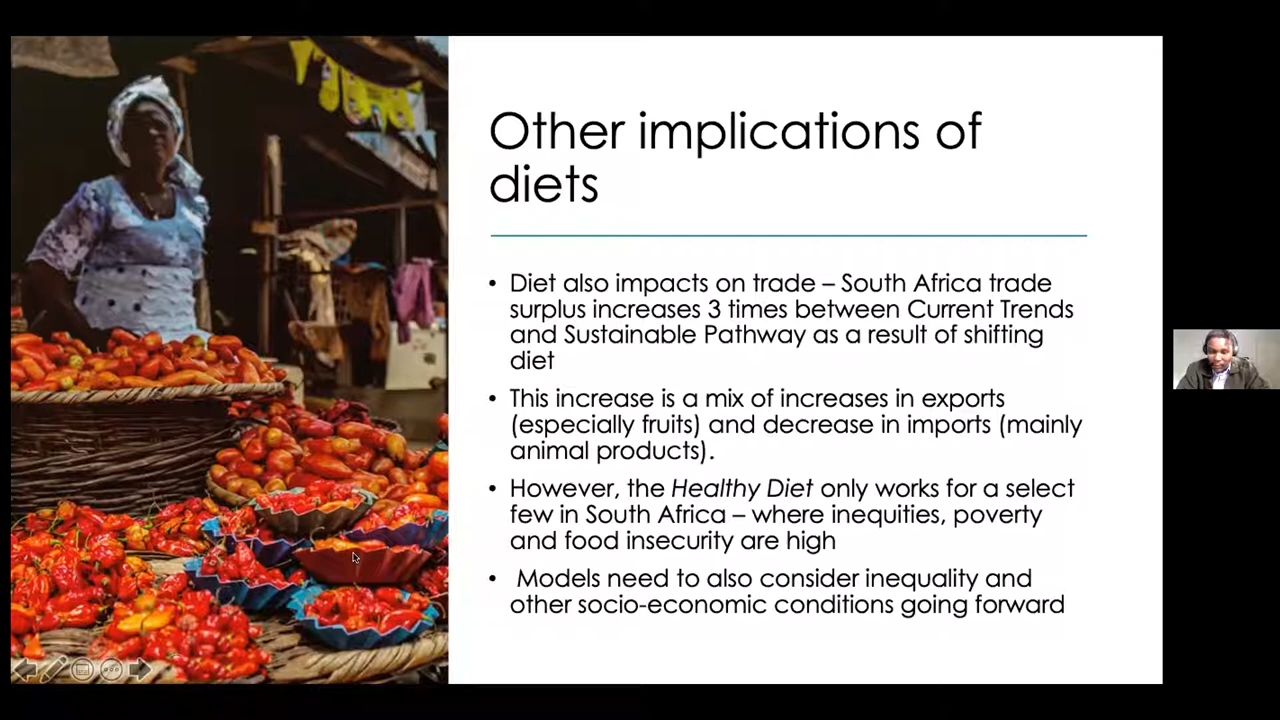 Other implications of
diets
• Diet also impacts on trade – South Africa trade
surplus increases 3 times between Current Trends
and Sustainable Pathway as a result of shifting
diet
• This increase is a mix of increases in exports
(especially fruits) and decrease in imports (mainly
animal products).
• However, the Healthy Diet only works for a select
few in South Africa – where inequities, poverty
and food insecurity are high
• Models need to also consider inequality and
other socio-economic conditions going forward